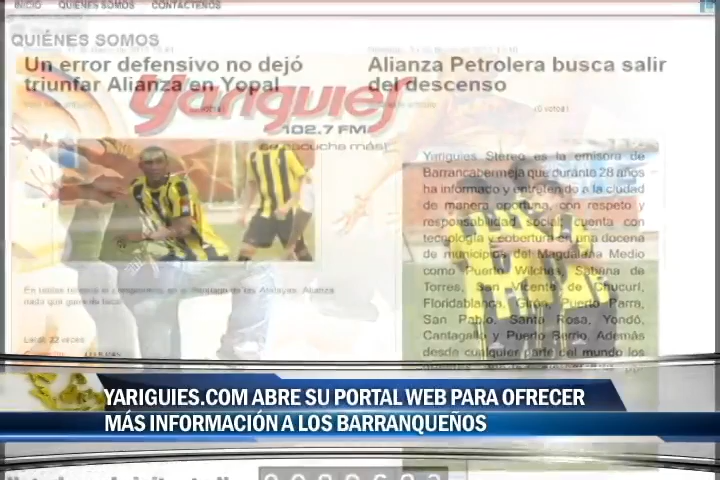 INICIO QUIÉNES SOMOS CONTÁCTENOS
QUIÉNES SOMOS
Un error defensivo no dejó
triunfar Alianza en Yopal
Alianza Petrolera busca salir
del descenso
Yariguies
102.7 FM
se escucha más!
Yariguies Stéreo es la emisora de
Barrancabermeja que durante 28 años
ha informado y entretenido a la ciudad
de manera oportuna, con respeto y
responsabilidad social, cuenta con
tecnología y cobertura en una docena
de municipios del Magdalena Medio
como Puerto Wilches, Sabana de
Torres, San Vicente de Chucurí,
Floridablanca, Girón, Puerto Parra,
San Pablo, Santa Rosa, Yondó,
Cantagallo y Puerto Berrio. Además
desde cualquier parte del mundo los
YARIGUIES.COM ABRE SU PORTAL WEB PARA OFRECER
MÁS INFORMACIÓN A LOS BARRANQUEÑOS